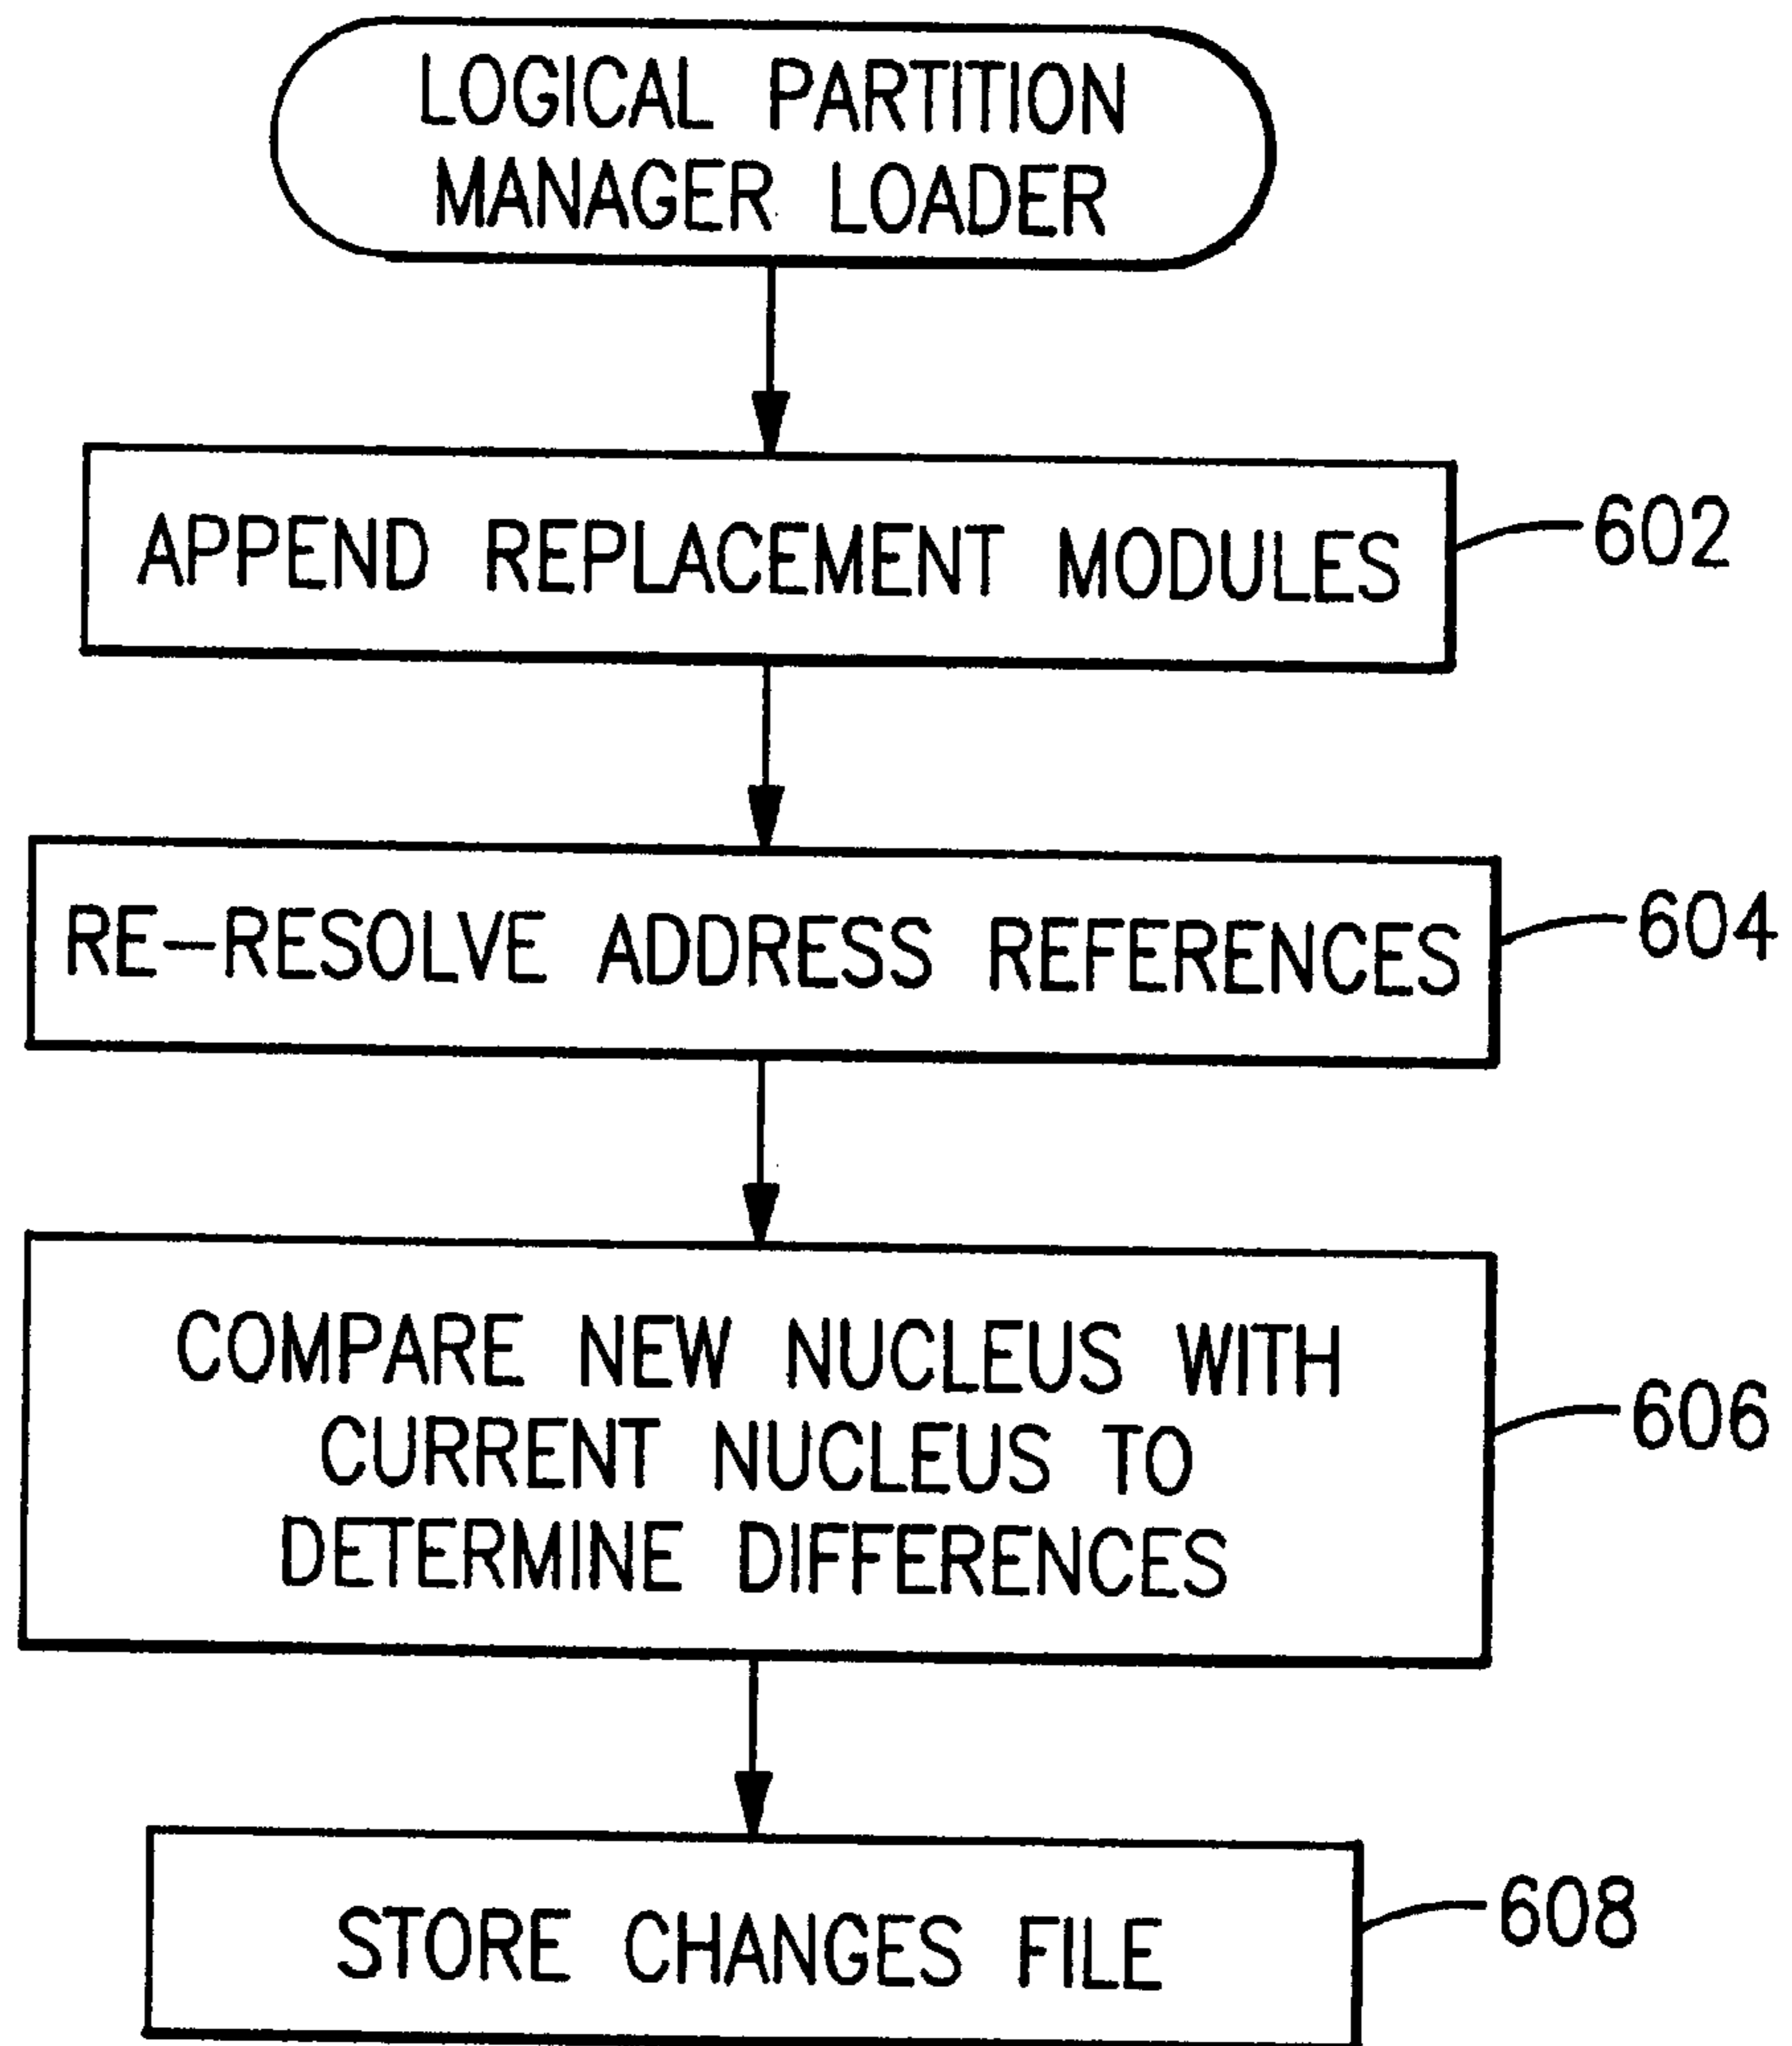 LOGICAL PARTITION
MANAGER LOADER
APPEND REPLACEMENT MODULES
602
RE-RESOLVE ADDRESS REFERENCES
604
COMPARE NEW NUCLEUS WITH
CURRENT NUCLEUS TO
DETERMINE DIFFERENCES
606
STORE CHANGES FILE
608